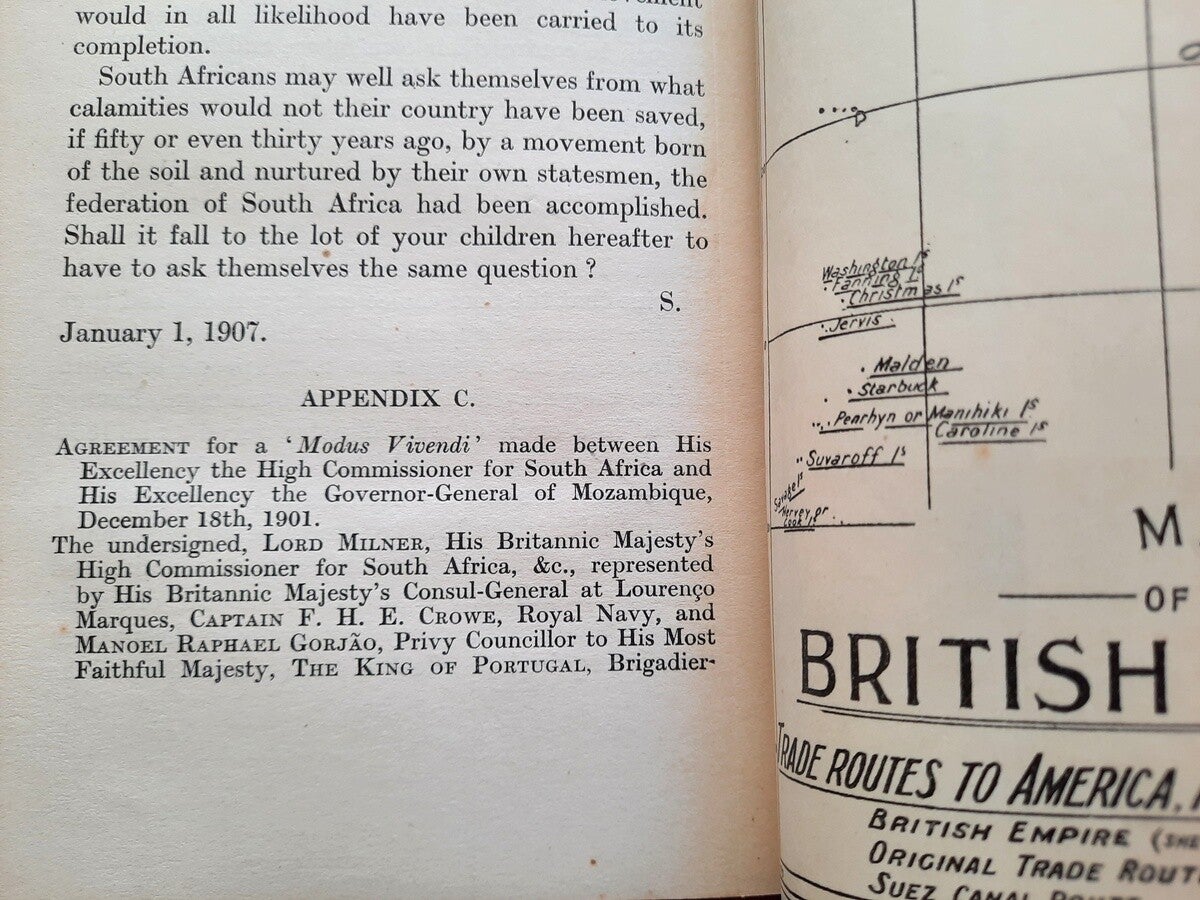 would in all likelihood have been carried to its
completion.
South Africans may well ask themselves from what
calamities would not their country have been saved,
if fifty or even thirty years ago, by a movement born
of the soil and nurtured by their own statesmen, the
federation of South Africa had been accomplished.
Shall it fall to the lot of your children hereafter to
have to ask themselves the same question ?
S.
January 1, 1907.
APPENDIX C.
AGREEMENT for a ‘Modus Vivendi’ made between His
Excellency the High Commissioner for South Africa and
His Excellency the Governor-General of Mozambique,
December 18th, 1901.
The undersigned, LORD MILNER, His Britannic Majesty's
High Commissioner for South Africa, &c., represented
by His Britannic Majesty's Consul-General at Lourenço
Marques, CAPTAIN F. H. E. CROWE, Royal Navy, and
MANOEL RAPHAEL GORJÃO, Privy Councillor to His Most
Faithful Majesty, THE KING OF PORTUGAL, Brigadier-
Washington Is
Fanning Is
Christmas Is
Jervis
Malden
Starbuck
Penrhyn or Manihiki Is
Caroline Is
Suvaroff Is
Hervey or
Cook Is
OF
BRITISH
TRADE ROUTES TO AMERICA,
BRITISH EMPIRE
ORIGINAL TRADE
SUEZ CANAL